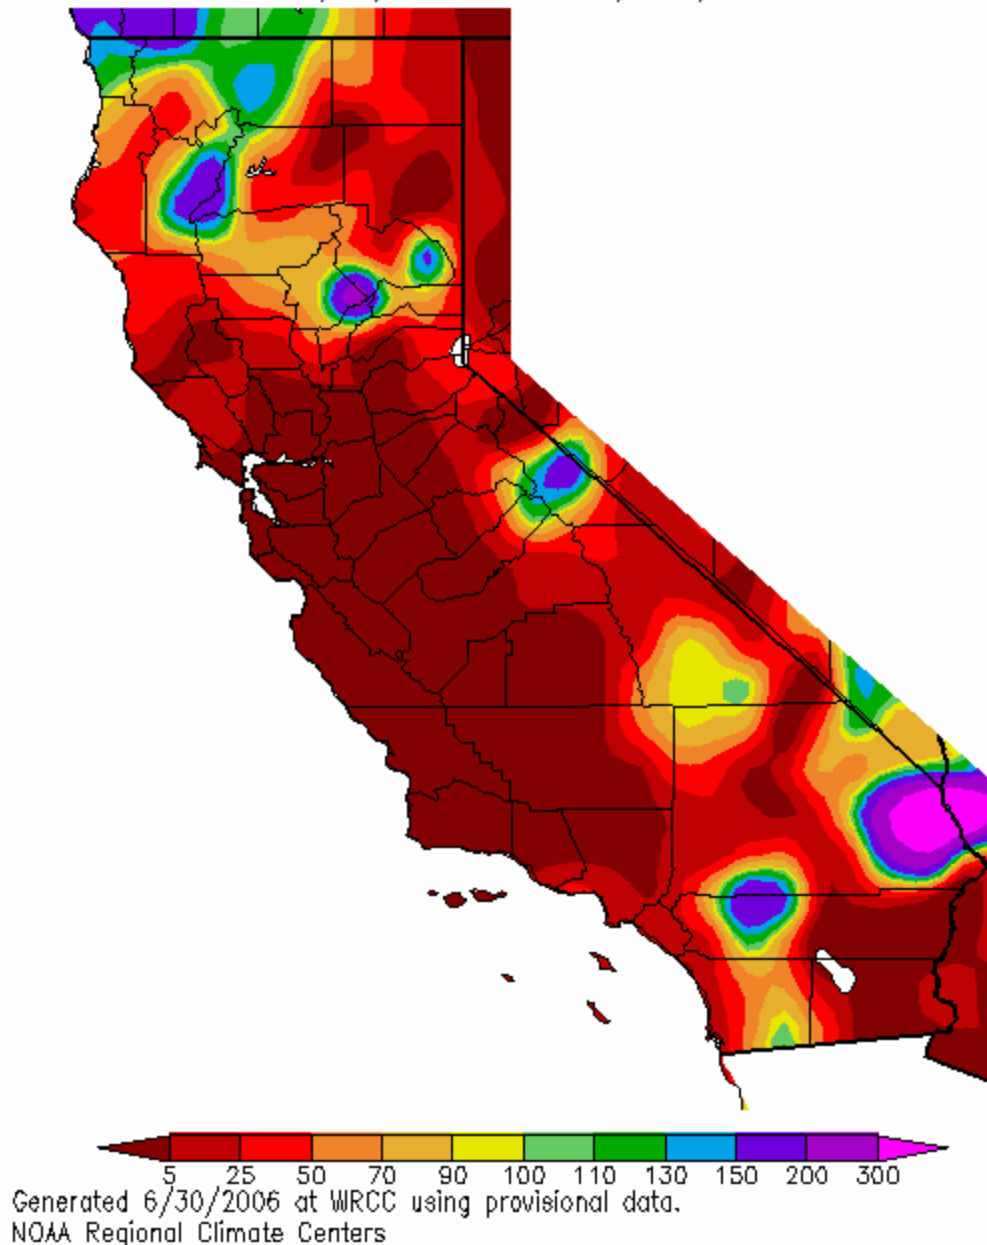 5 25 50 70 90 100 110 130 150 200 300
Generated 6/30/2006 at WRCC using provisional data.
NOAA Regional Climate Centers